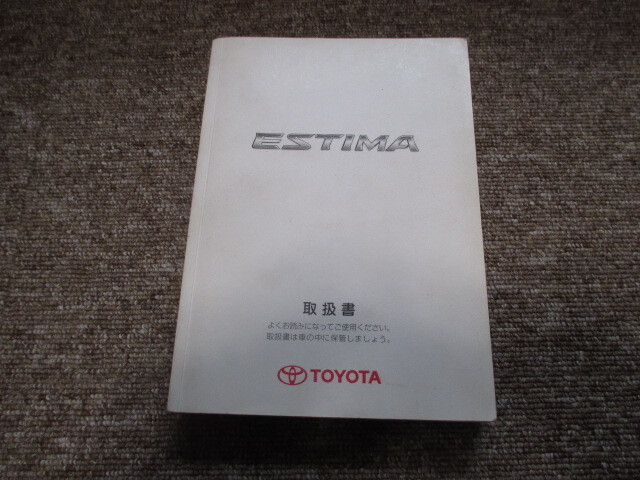 ESTIMA
取扱書
よくお読みになってご使用ください。
取扱書は車の中に保管しましょう。
TOYOTA